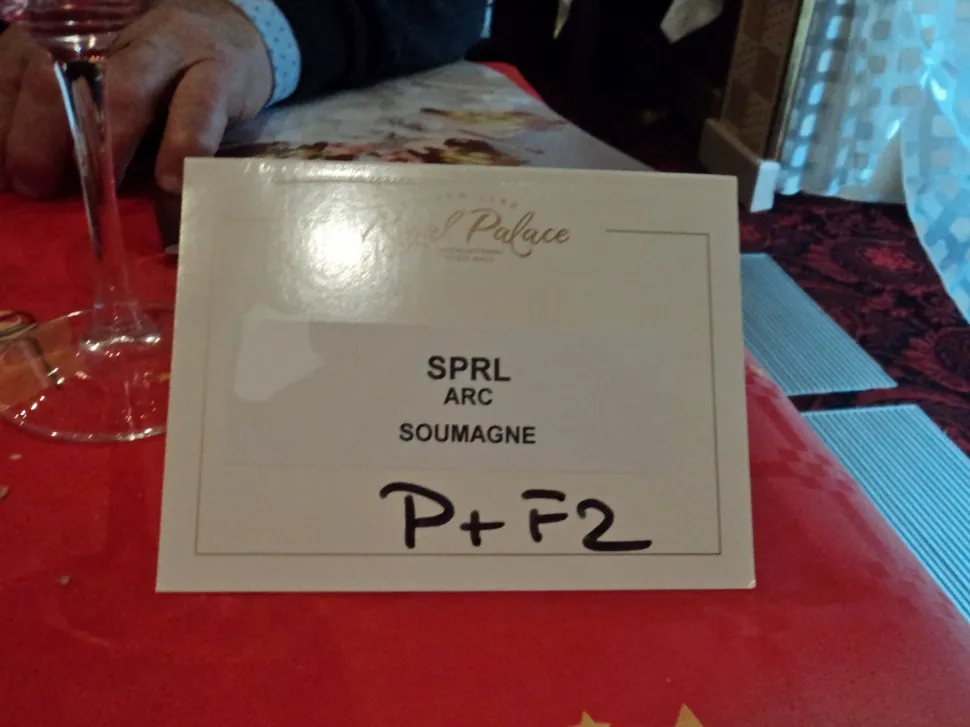 Royal Palace
SPRL
ARC
SOUMAGNE
P+F2